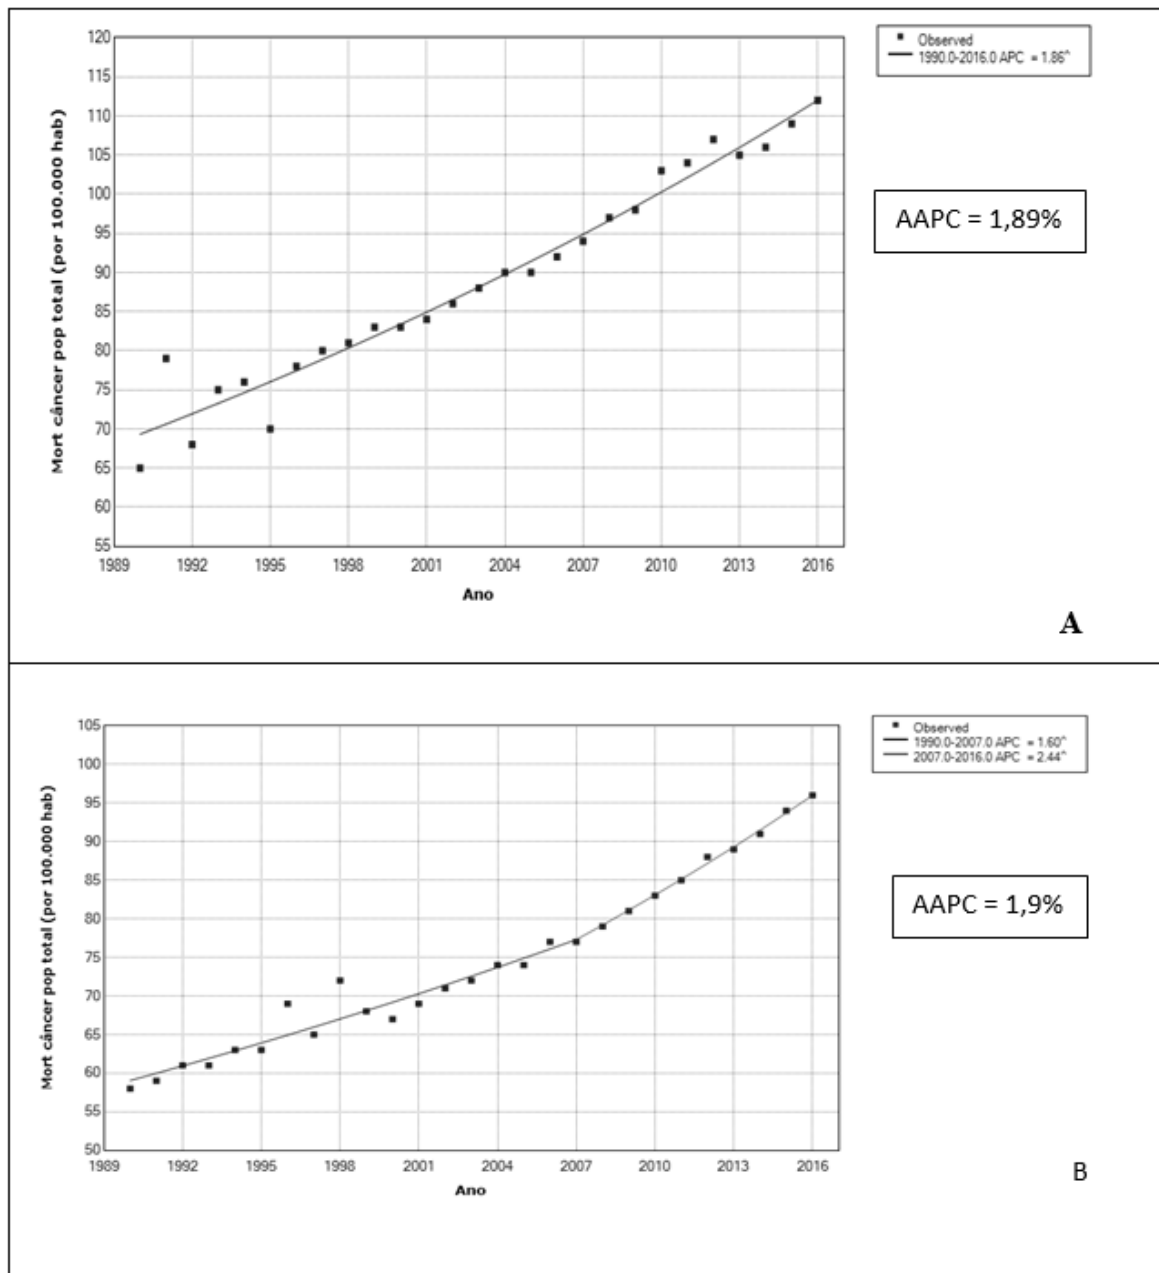 120
115
110
105
100
95
90
85
80
75
70
65
60
55
Mort câncer pop total (por 100.000 hab)
1989 1992 1995 1998 2001 2004 2007 2010 2013 2016
Ano
Observed
1990.0-2016.0 APC = 1.86^
AAPC = 1,89%
A
105
100
95
90
85
80
75
70
65
60
55
50
Mort câncer pop total (por 100.000 hab)
1989 1992 1995 1998 2001 2004 2007 2010 2013 2016
Ano
Observed
1990.0-2007.0 APC = 1.60^
2007.0-2016.0 APC = 2.44^
AAPC = 1,9%
B